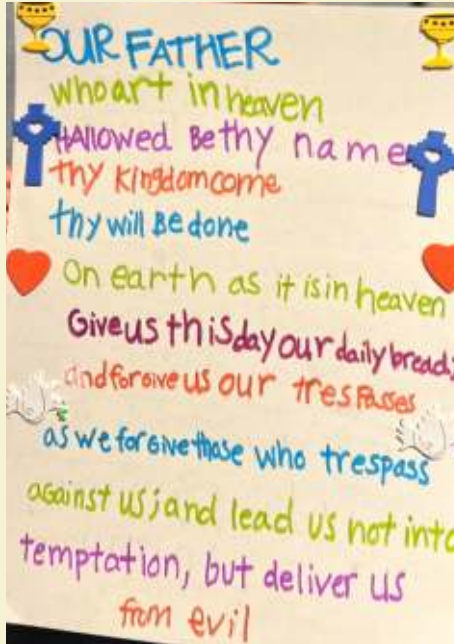 OUR FATHER
who art in heaven
HAllOWED Be thy name
Thy Kingdom come
thy will Be done
On earth as it is in heaven
Give us this day our daily bread;
and forgive us our tresPasses
as we forgive those who trespass
against us; and lead us not into
temptation, but deliver us
from evil